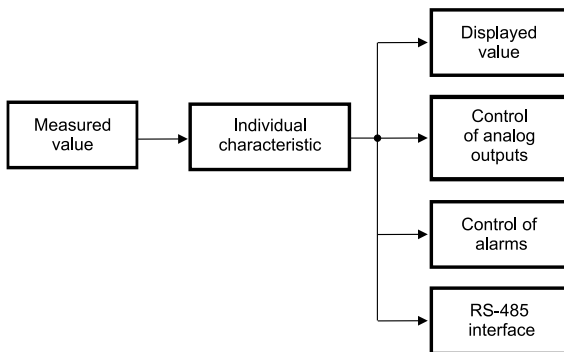 Measured
value
Individual
characteristic
Displayed
value
Control
of analog
outputs
Control of
alarms
RS-485
interface